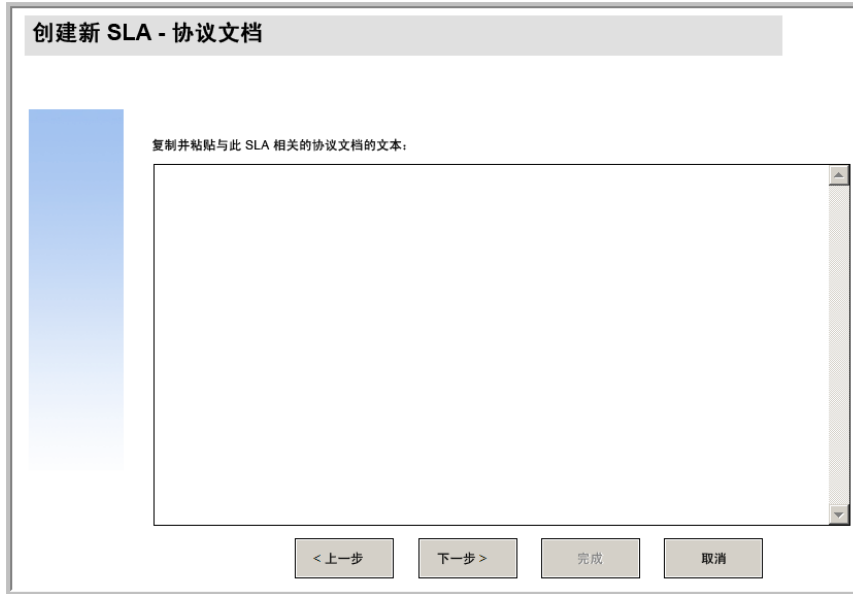 创建新 SLA - 协议文档
复制并粘贴与此 SLA 相关的协议文档的文本:
< 上一步
下一步 >
完成
取消